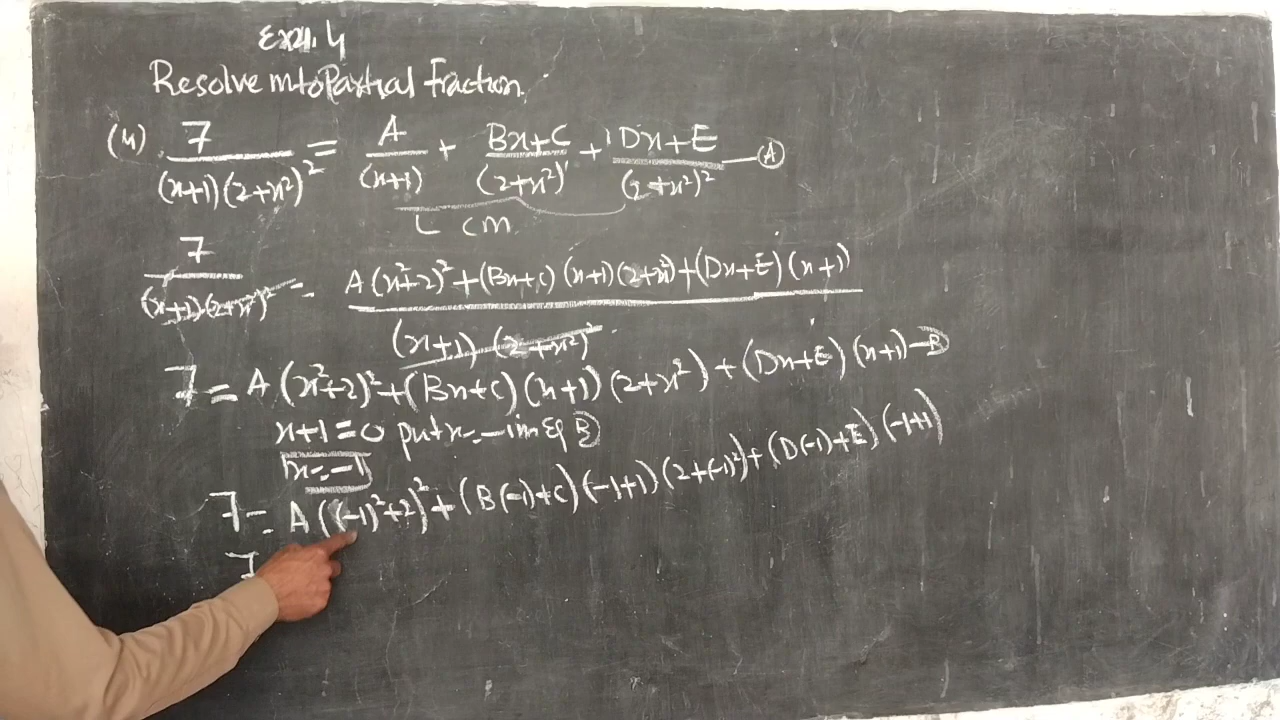 Ex 4.4
Resolve into Partial Fraction.
(4) 7/((x+1)(2+x²)²) = A/(x+1) + (Bx+C)/(2+x²) + (Dx+E)/(2+x²)² — Ⓐ
L C M
7/((x+1)(2+x²)²) = (A(x²+2)²+(Bx+C)(x+1)(2+x²)+(Dx+E)(x+1))/((x+1)(2+x²)²)
7 = A(x²+2)²+(Bx+C)(x+1)(2+x²)+(Dx+E)(x+1) — Ⓑ
x+1=0 put x=-1 in Eq Ⓑ
x=-1
7 = A((-1)²+2)²+(B(-1)+C)(-1+1)(2+(-1)²)+(D(-1)+E)(-1+1)
7